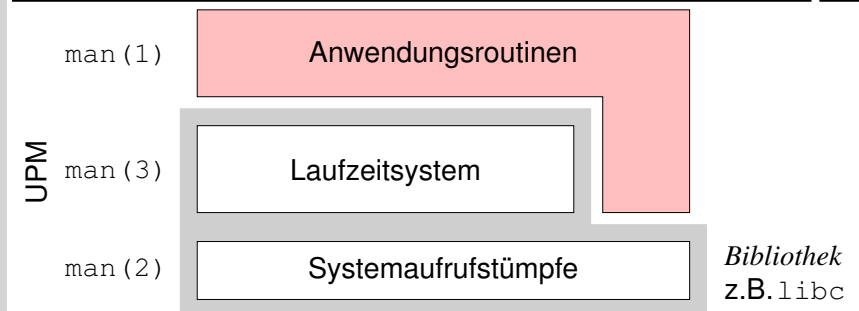 man(1) Anwendungsroutinen
UPM
man(3) Laufzeitsystem
man(2) Systemaufrufstümpfe
Bibliothek
z.B. libc